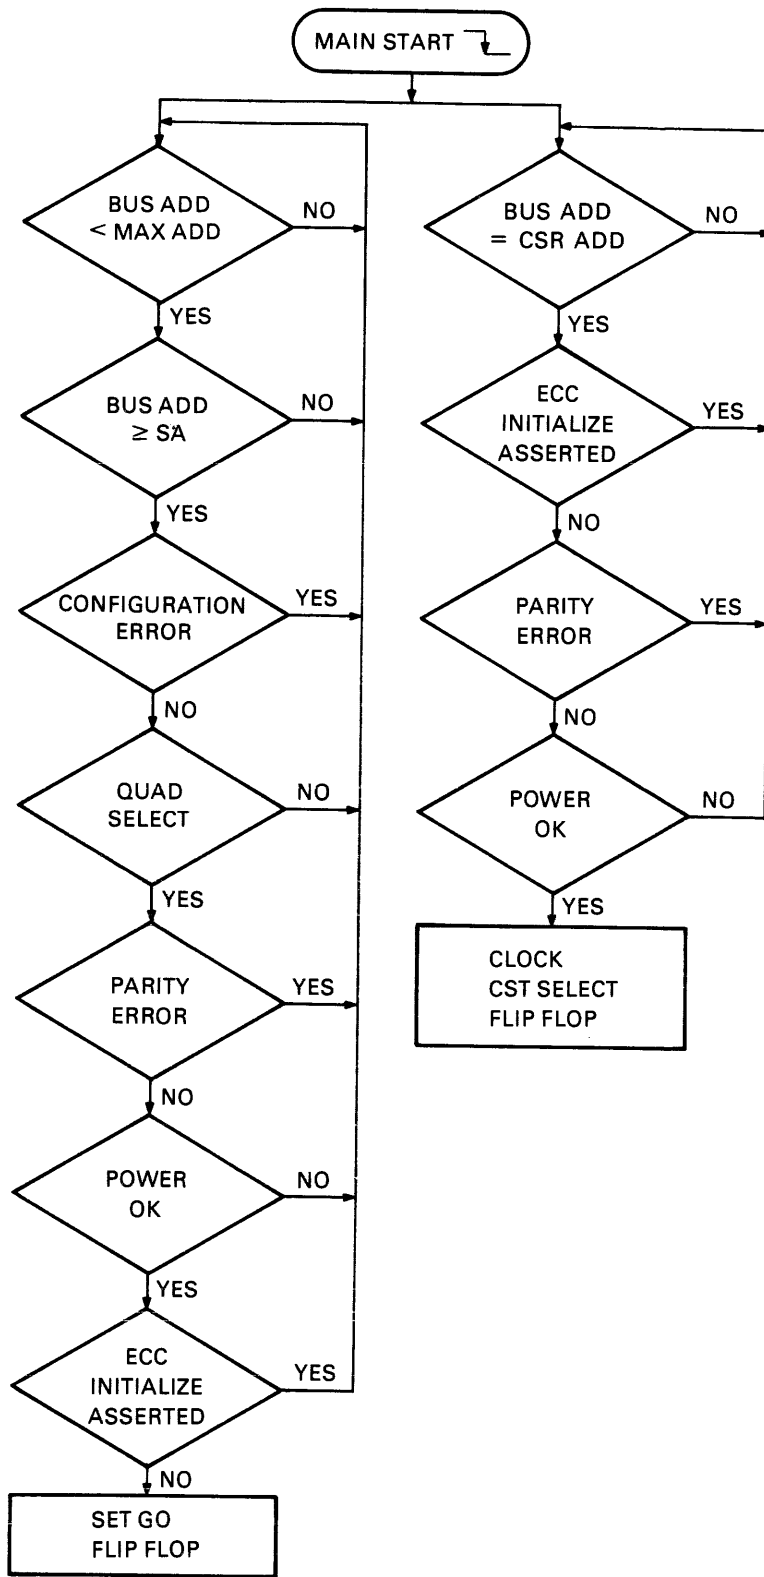 MAIN START
BUS ADD
< MAX ADD
NO
YES
BUS ADD
≥ SA
NO
YES
CONFIGURATION
ERROR
YES
NO
QUAD
SELECT
NO
YES
PARITY
ERROR
YES
NO
POWER
OK
NO
YES
ECC
INITIALIZE
ASSERTED
YES
NO
SET GO
FLIP FLOP
BUS ADD
= CSR ADD
NO
YES
ECC
INITIALIZE
ASSERTED
YES
NO
PARITY
ERROR
YES
NO
POWER
OK
NO
YES
CLOCK
CST SELECT
FLIP FLOP